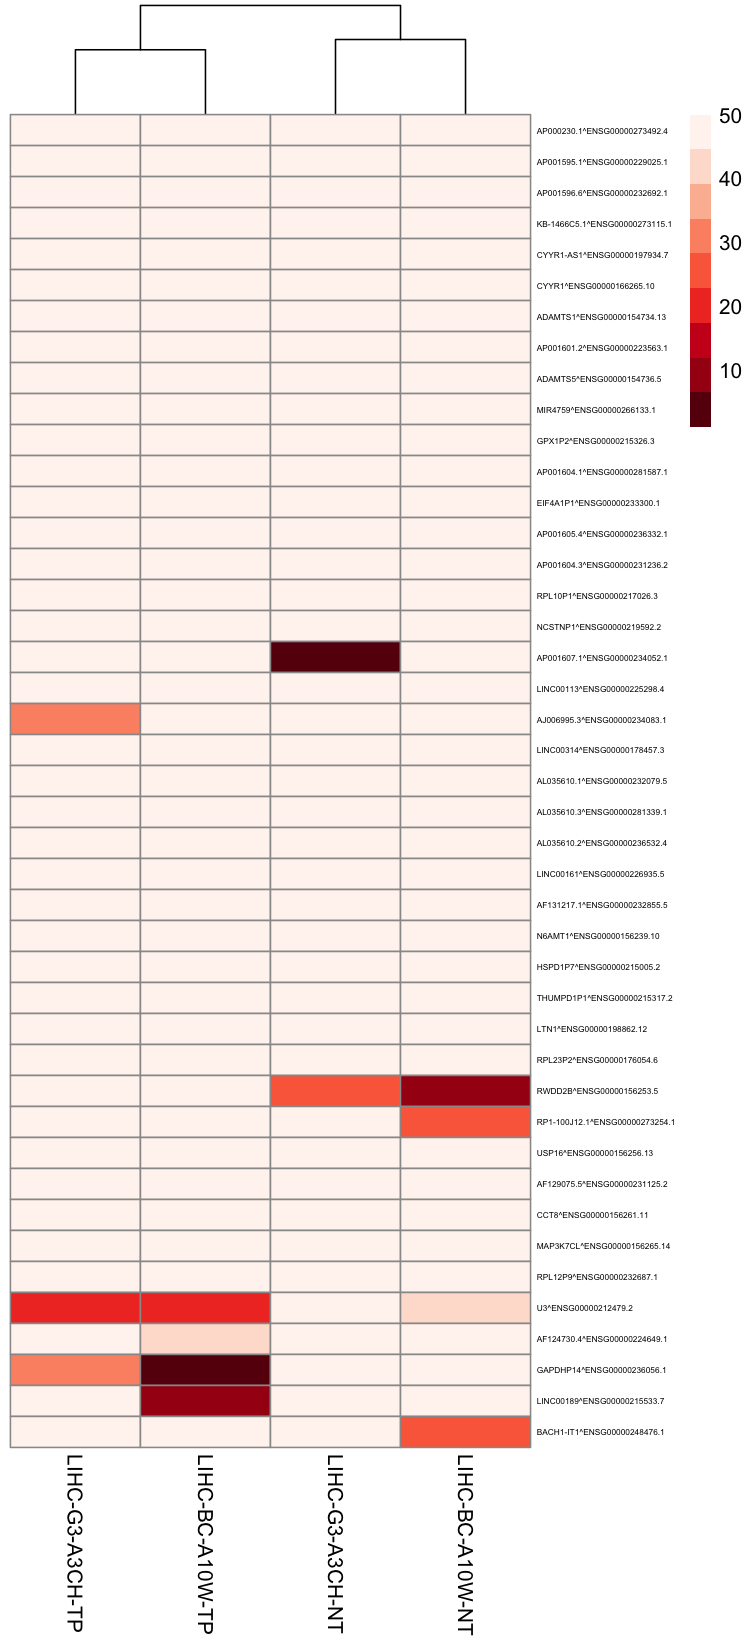 50
40
30
20
10
AP000230.1^ENSG00000273492.4
AP001595.1^ENSG00000229025.1
AP001596.6^ENSG00000232692.1
KB-1466C5.1^ENSG00000273115.1
CYYR1-AS1^ENSG00000197934.7
CYYR1^ENSG00000166265.10
ADAMTS1^ENSG00000154734.13
AP001601.2^ENSG00000223563.1
ADAMTS5^ENSG00000154736.5
MIR4759^ENSG00000266133.1
GPX1P2^ENSG00000215326.3
AP001604.1^ENSG00000281587.1
EIF4A1P1^ENSG00000233300.1
AP001605.4^ENSG00000236332.1
AP001604.3^ENSG00000231236.2
RPL10P1^ENSG00000217026.3
NCSTNP1^ENSG00000219592.2
AP001607.1^ENSG00000234052.1
LINC00113^ENSG00000225298.4
AJ006995.3^ENSG00000234083.1
LINC00314^ENSG00000178457.3
AL035610.1^ENSG00000232079.5
AL035610.3^ENSG00000281339.1
AL035610.2^ENSG00000236532.4
LINC00161^ENSG00000226935.5
AF131217.1^ENSG00000232855.5
N6AMT1^ENSG00000156239.10
HSPD1P7^ENSG00000215005.2
THUMPD1P1^ENSG00000215317.2
LTN1^ENSG00000198862.12
RPL23P2^ENSG00000176054.6
RWDD2B^ENSG00000156253.5
RP1-100J12.1^ENSG00000273254.1
USP16^ENSG00000156256.13
AF129075.5^ENSG00000231125.2
CCT8^ENSG00000156261.11
MAP3K7CL^ENSG00000156265.14
RPL12P9^ENSG00000232687.1
U3^ENSG00000212479.2
AF124730.4^ENSG00000224649.1
GAPDHP14^ENSG00000236056.1
LINC00189^ENSG00000215533.7
BACH1-IT1^ENSG00000248476.1
LIHC-G3-A3CH-TP
LIHC-BC-A10W-TP
LIHC-G3-A3CH-NT
LIHC-BC-A10W-NT